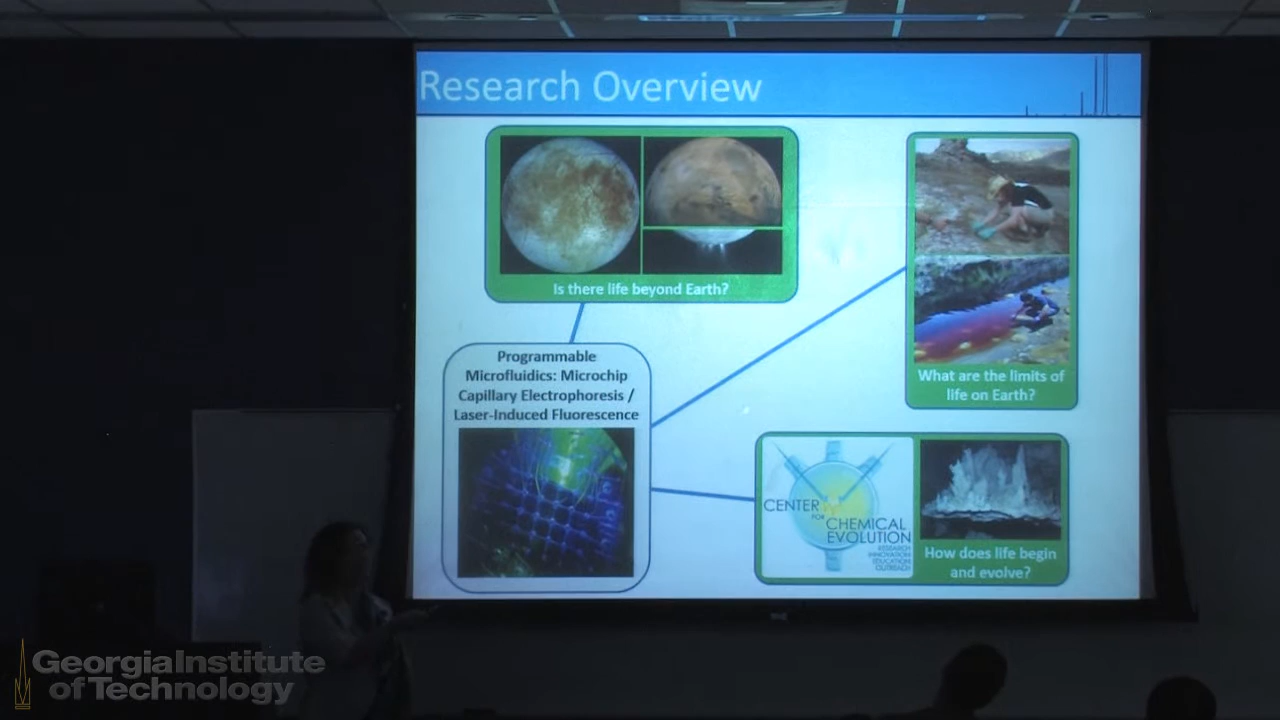 Research Overview
Is there life beyond Earth?
What are the limits of
life on Earth?
Programmable
Microfluidics: Microchip
Capillary Electrophoresis /
Laser-Induced Fluorescence
CENTER
FOR
CHEMICAL
EVOLUTION
RESEARCH
INNOVATION
EDUCATION
OUTREACH
How does life begin
and evolve?
Georgia Institute
of Technology